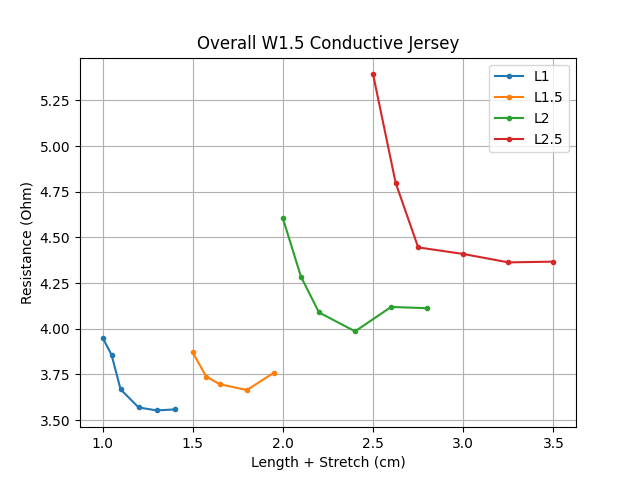 Overall W1.5 Conductive Jersey
L1
L1.5
L2
L2.5
5.25
5.00
4.75
4.50
4.25
4.00
3.75
3.50
Resistance (Ohm)
1.0 1.5 2.0 2.5 3.0 3.5
Length + Stretch (cm)